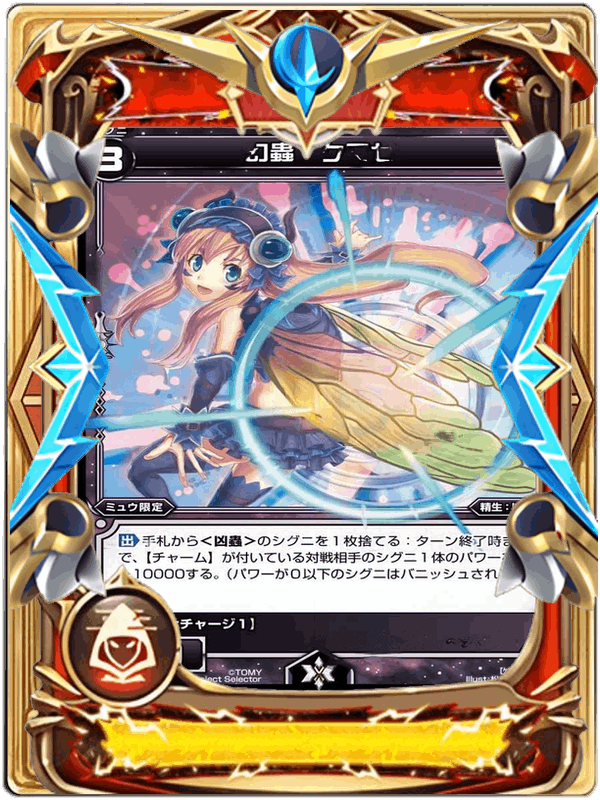 3
凶蟲
ミュウ限定
精生：
出 手札から＜凶蟲＞のシグニを１枚捨てる：ターン終了時ま
で、【チャーム】が付いている対戦相手のシグニ１体のパワー
10000する。（パワーが０以下のシグニはバニッシュされ
チャージ１】
©TOMY
Selector
Illust: